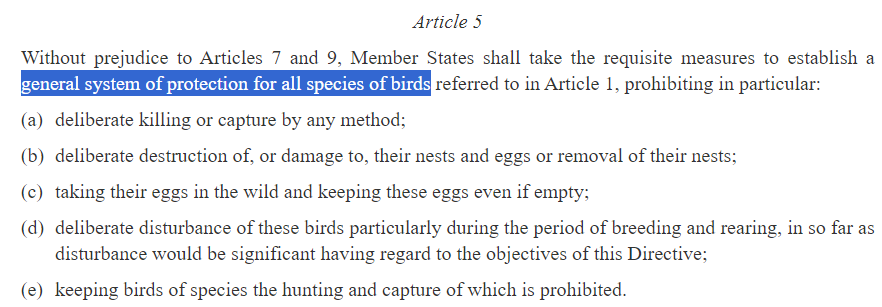 Article 5
Without prejudice to Articles 7 and 9, Member States shall take the requisite measures to establish a
general system of protection for all species of birds referred to in Article 1, prohibiting in particular:
(a) deliberate killing or capture by any method;
(b) deliberate destruction of, or damage to, their nests and eggs or removal of their nests;
(c) taking their eggs in the wild and keeping these eggs even if empty;
(d) deliberate disturbance of these birds particularly during the period of breeding and rearing, in so far as
disturbance would be significant having regard to the objectives of this Directive;
(e) keeping birds of species the hunting and capture of which is prohibited.